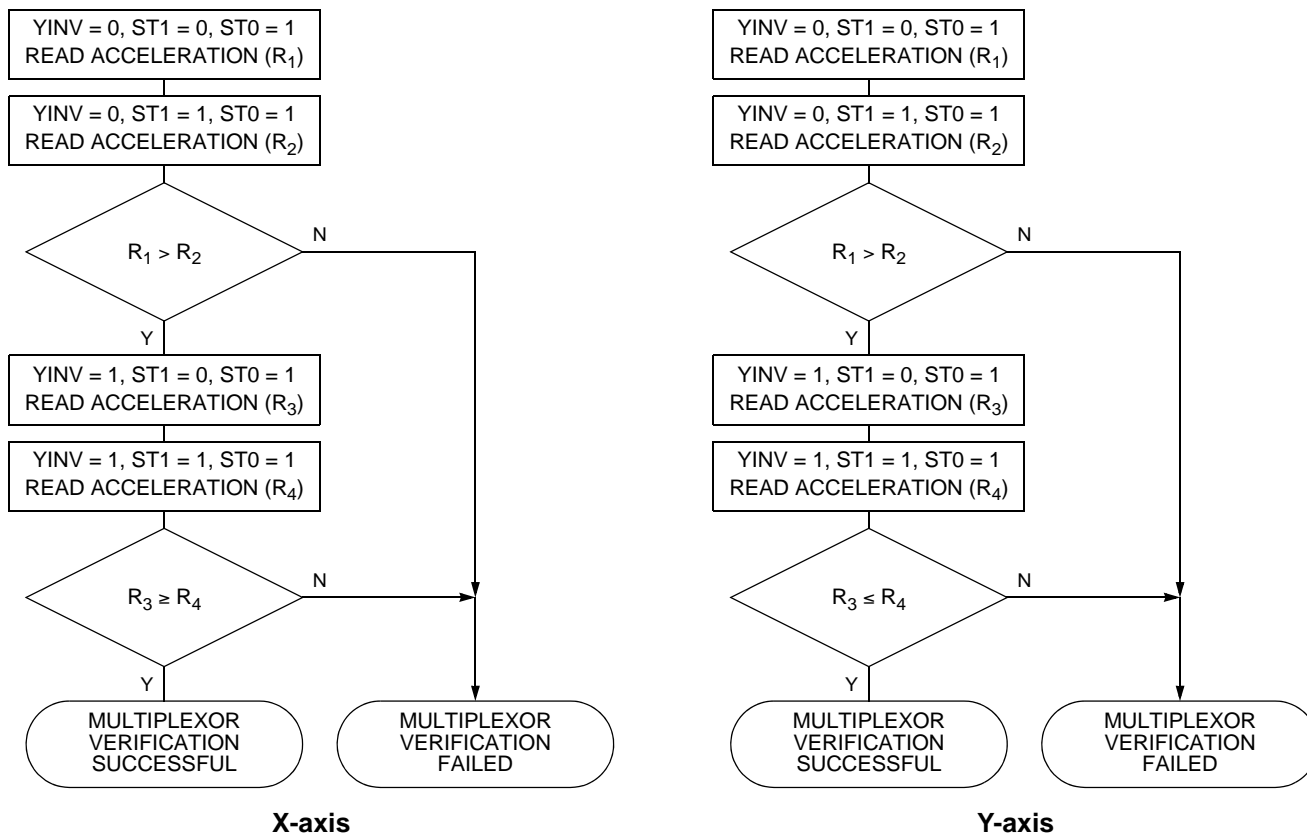 YINV = 0, ST1 = 0, ST0 = 1
READ ACCELERATION (R1)
YINV = 0, ST1 = 1, ST0 = 1
READ ACCELERATION (R2)
R1 > R2
N
Y
YINV = 1, ST1 = 0, ST0 = 1
READ ACCELERATION (R3)
YINV = 1, ST1 = 1, ST0 = 1
READ ACCELERATION (R4)
R3 ≥ R4
N
Y
MULTIPLEXOR
VERIFICATION
SUCCESSFUL
MULTIPLEXOR
VERIFICATION
FAILED
X-axis
YINV = 0, ST1 = 0, ST0 = 1
READ ACCELERATION (R1)
YINV = 0, ST1 = 1, ST0 = 1
READ ACCELERATION (R2)
R1 > R2
N
Y
YINV = 1, ST1 = 0, ST0 = 1
READ ACCELERATION (R3)
YINV = 1, ST1 = 1, ST0 = 1
READ ACCELERATION (R4)
R3 ≤ R4
N
Y
MULTIPLEXOR
VERIFICATION
SUCCESSFUL
MULTIPLEXOR
VERIFICATION
FAILED
Y-axis